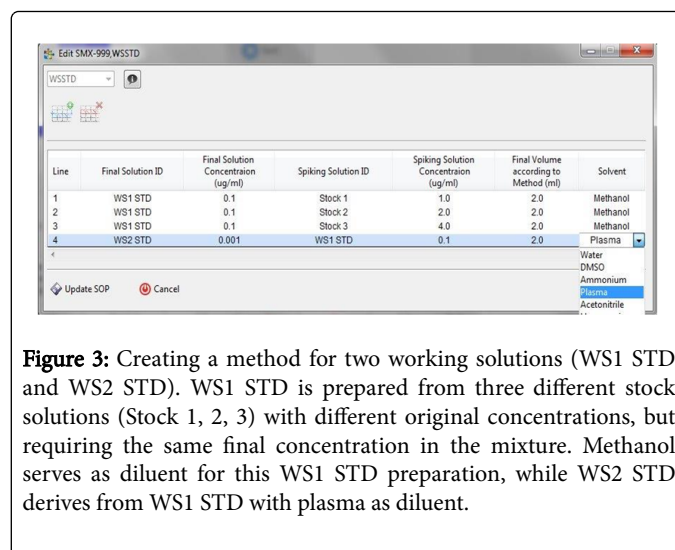 Edit SMX-999,WSSTD
WSSTD
Line Final Solution ID Final Solution Concentraion (ug/ml) Spiking Solution ID Spiking Solution Concentraion (ug/ml) Final Volume according to Method (ml) Solvent
1 WS1 STD 0.1 Stock 1 1.0 2.0 Methanol
2 WS1 STD 0.1 Stock 2 2.0 2.0 Methanol
3 WS1 STD 0.1 Stock 3 4.0 2.0 Methanol
4 WS2 STD 0.001 WS1 STD 0.1 2.0 Plasma
Water
DMSO
Ammonium
Plasma
Acetonitrile
Update SOP Cancel
Figure 3: Creating a method for two working solutions (WS1 STD
and WS2 STD). WS1 STD is prepared from three different stock
solutions (Stock 1, 2, 3) with different original concentrations, but
requiring the same final concentration in the mixture. Methanol
serves as diluent for this WS1 STD preparation, while WS2 STD
derives from WS1 STD with plasma as diluent.